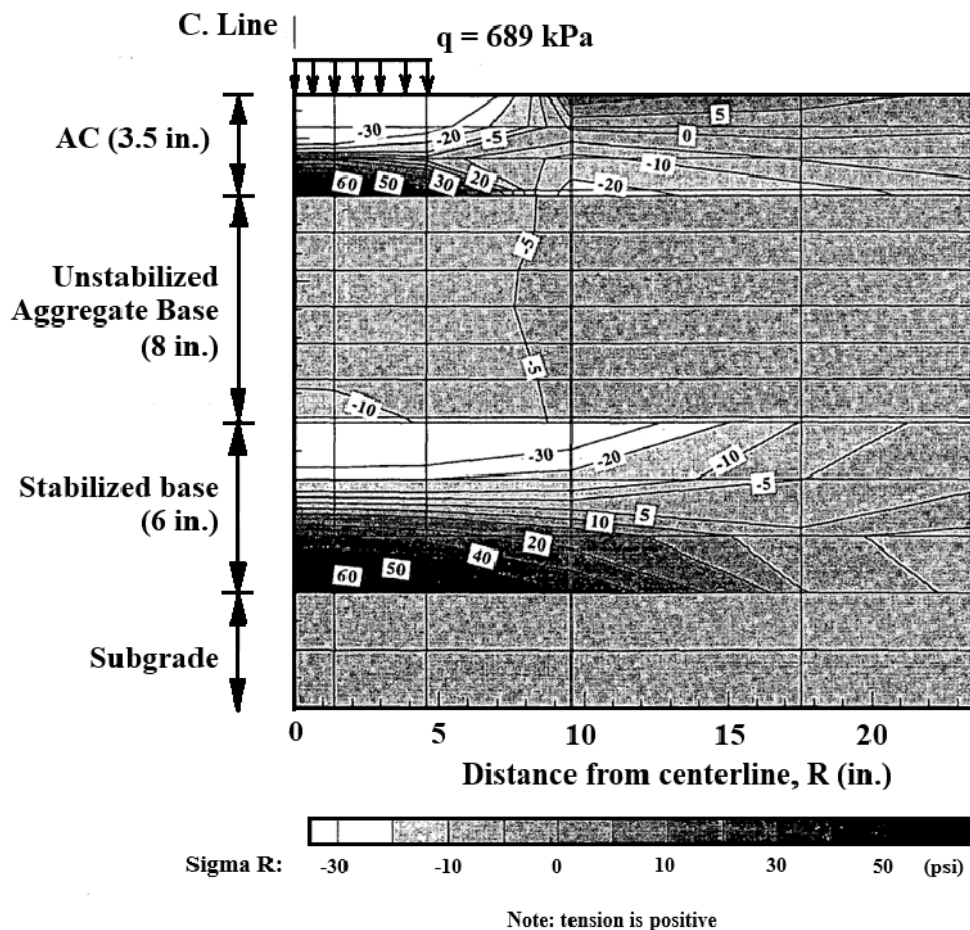 C. Line
q = 689 kPa
AC (3.5 in.)
-30
-20
-5
5
0
-10
60
50
30
20
-20
-5
Unstabilized
Aggregate Base
(8 in.)
-5
-10
-30
-20
-10
-5
Stabilized base
(6 in.)
10
5
20
40
50
60
Subgrade
0
5
10
15
20
Distance from centerline, R (in.)
Sigma R:
-30
-10
0
10
30
50
(psi)
Note: tension is positive